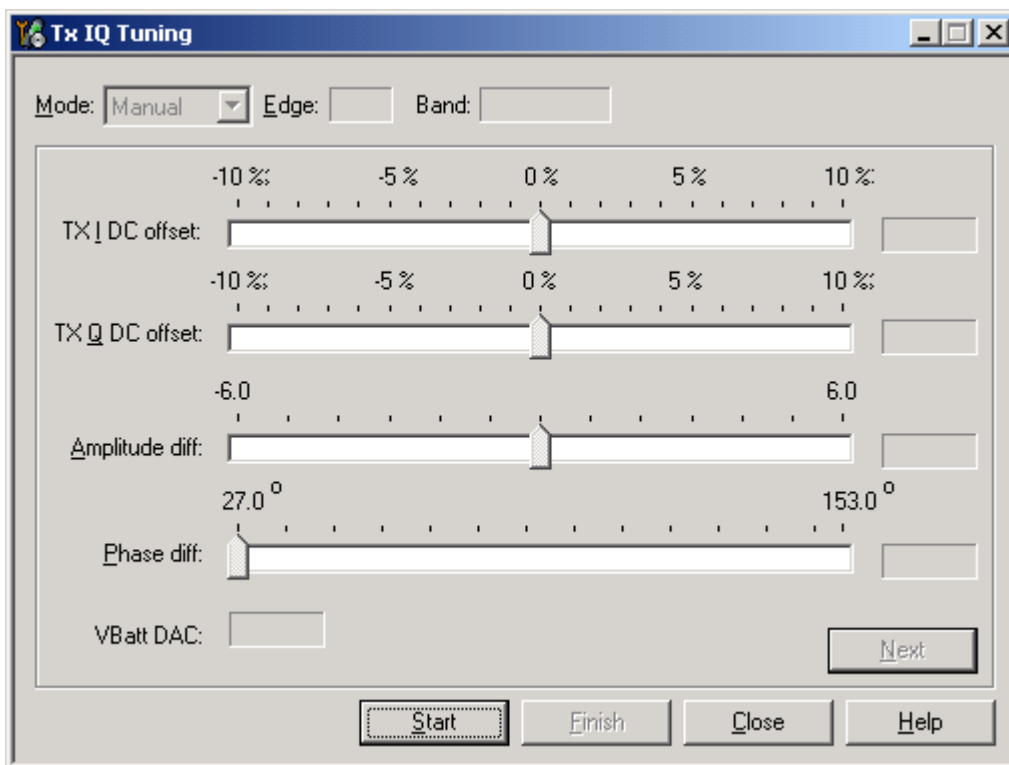 Tx IQ Tuning
Mode: Manual Edge: Band:
-10 %; -5 % 0 % 5 % 10 %:
TX I DC offset:
-10 %; -5 % 0 % 5 % 10 %;
TX Q DC offset:
-6.0 6.0
Amplitude diff:
27.0 º 153.0 º
Phase diff:
VBatt DAC:
Next
Start Finish Close Help